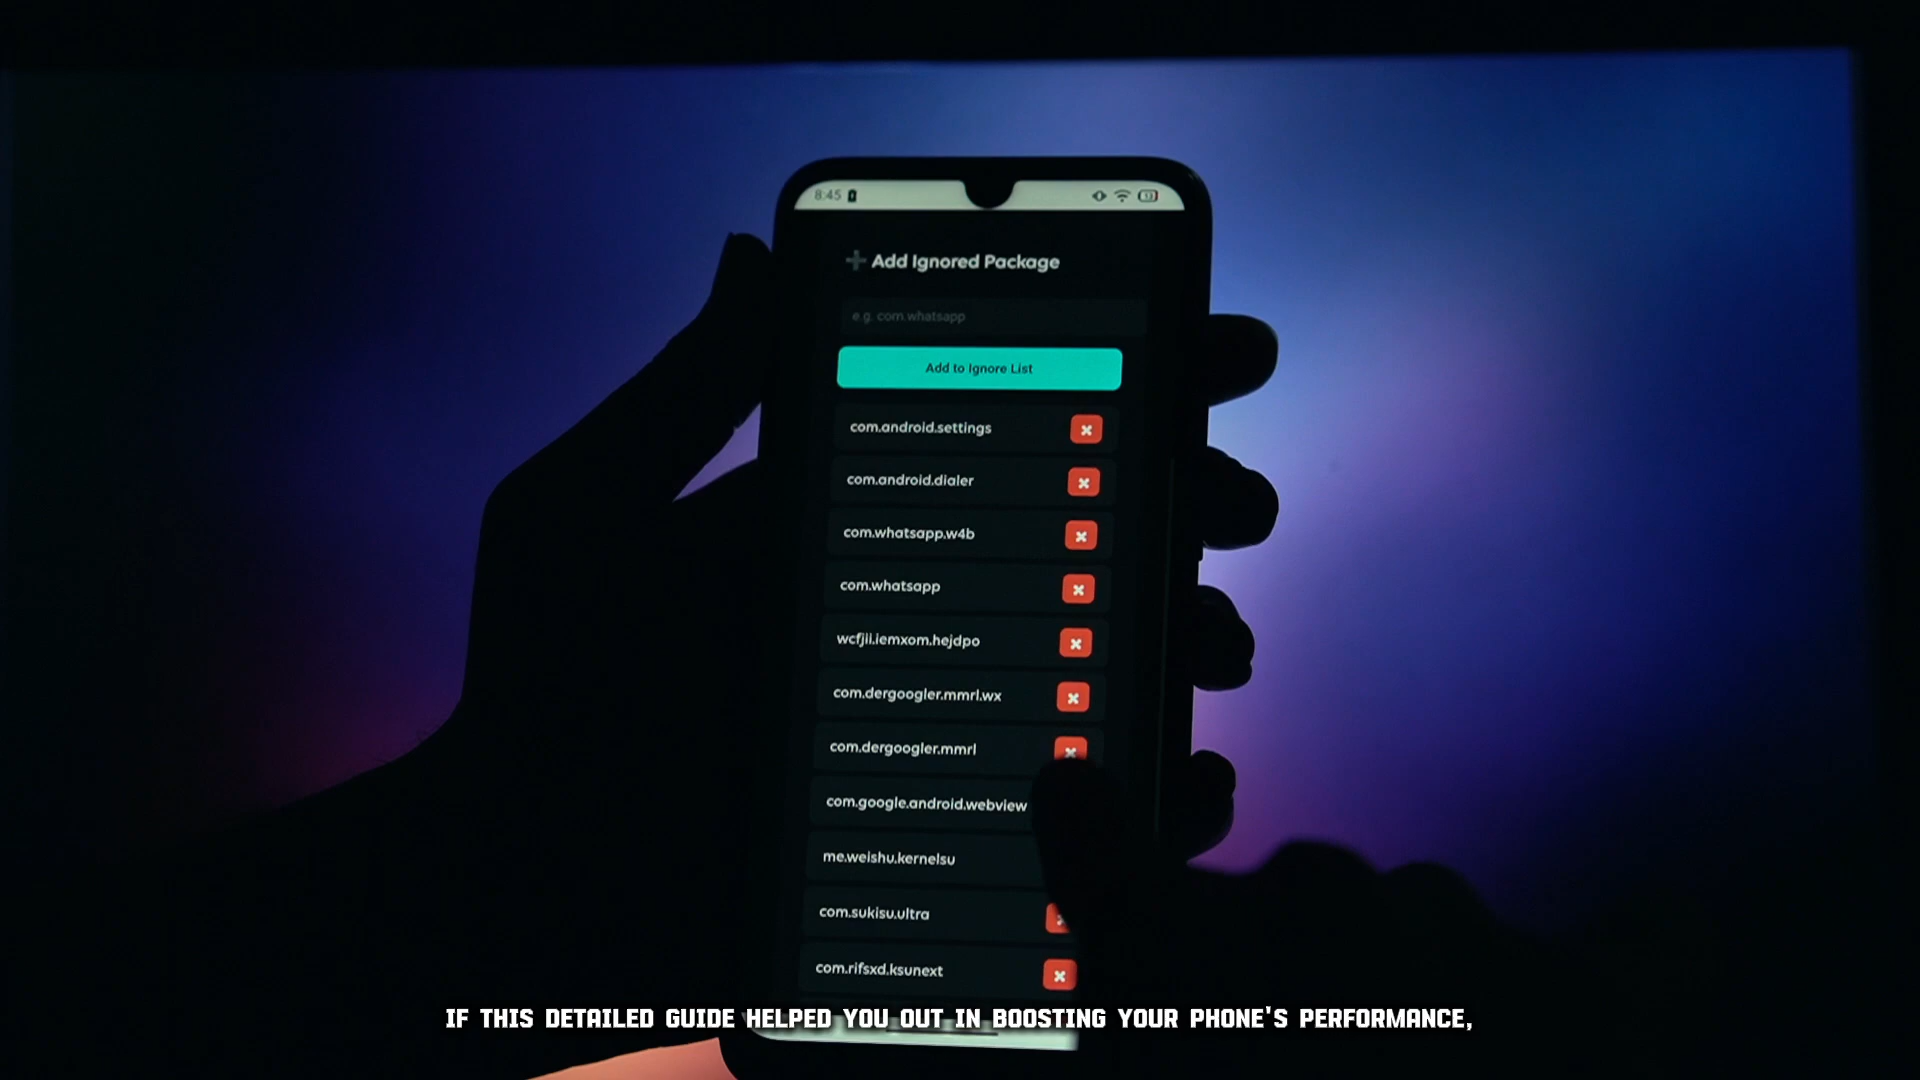 8:45
Add Ignored Package
e.g. com.whatsapp
Add to Ignore List
com.android.settings
com.android.dialer
com.whatsapp.w4b
com.whatsapp
wcfjii.iemxom.hejdpo
com.dergoogler.mmrl.wx
com.dergoogler.mmrl
com.google.android.webview
me.weishu.kernelsu
com.sukisu.ultra
com.rifsxd.ksunext
IF THIS DETAILED GUIDE HELPED YOU OUT IN BOOSTING YOUR PHONE'S PERFORMANCE,